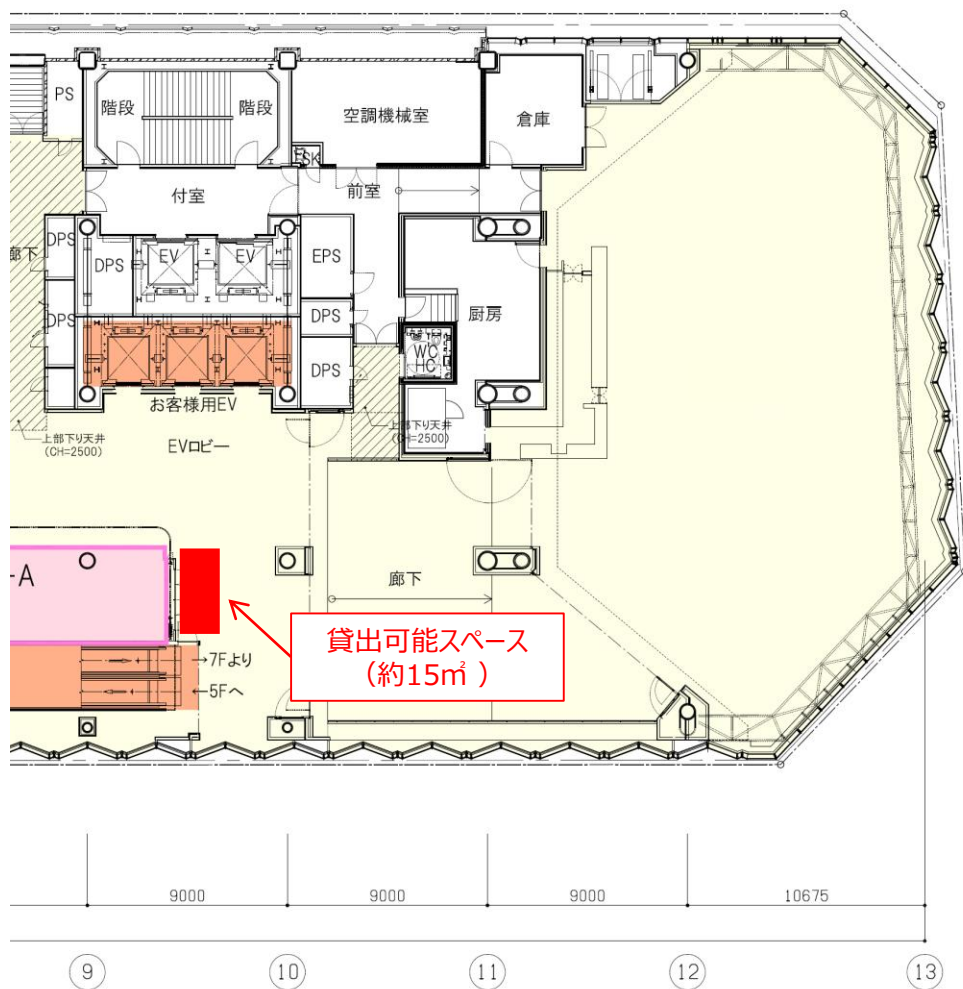 PS
階段
階段
空調機械室
倉庫
SK
付室
前室
DPS
廊下
DPS
EV
EV
EPS
DPS
DPS
厨房
WC
HC
DPS
お客様用EV
上部下り天井
(CH=2500)
EVロビー
上部下り天井
(CH=2500)
-A
廊下
貸出可能スペース
(約15㎡ )
→7Fより
←5Fへ
9000
9000
9000
10675
9
10
11
12
13